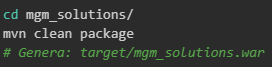 cd mgm_solutions/
mvn clean package
# Genera: target/mgm_solutions.war